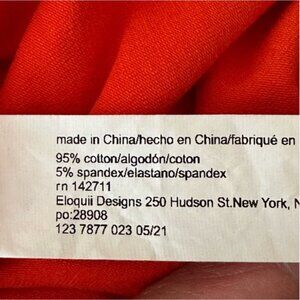 made in China/hecho en China/fabriqué en
95% cotton/algodón/coton
5% spandex/elastano/spandex
rn 142711
Eloquii Designs 250 Hudson St.New York,
po:28908
123 7877 023 05/21